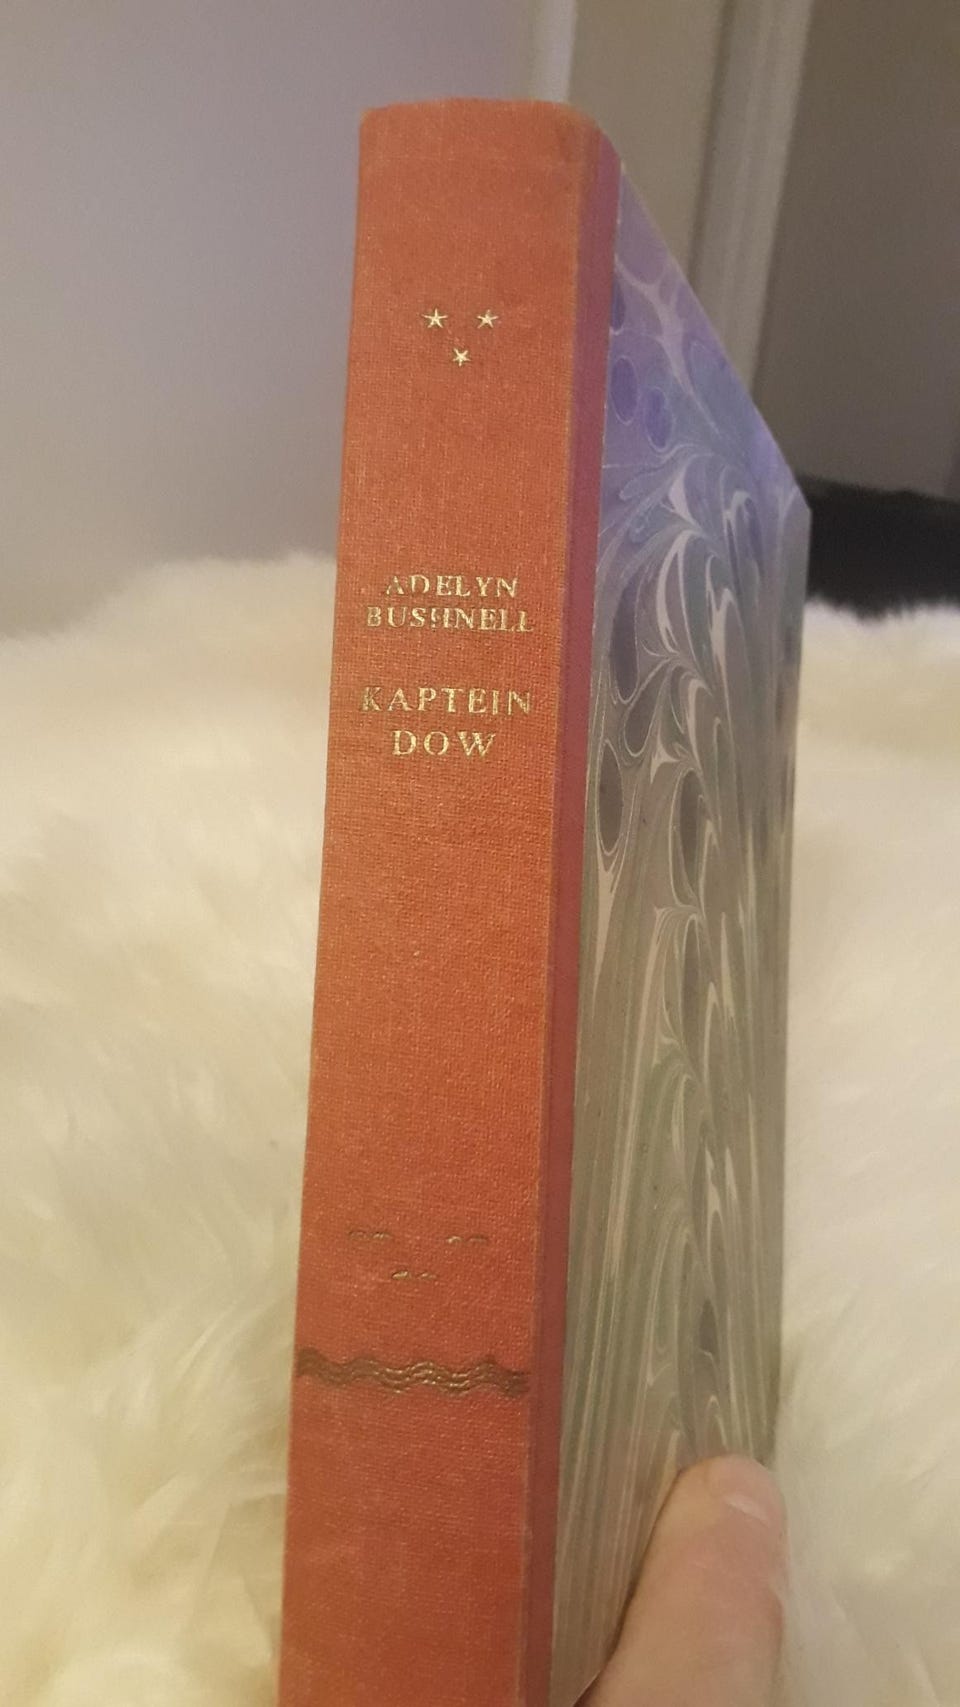 ADELYN
BUSHNELL
KAPTEIN
DOW